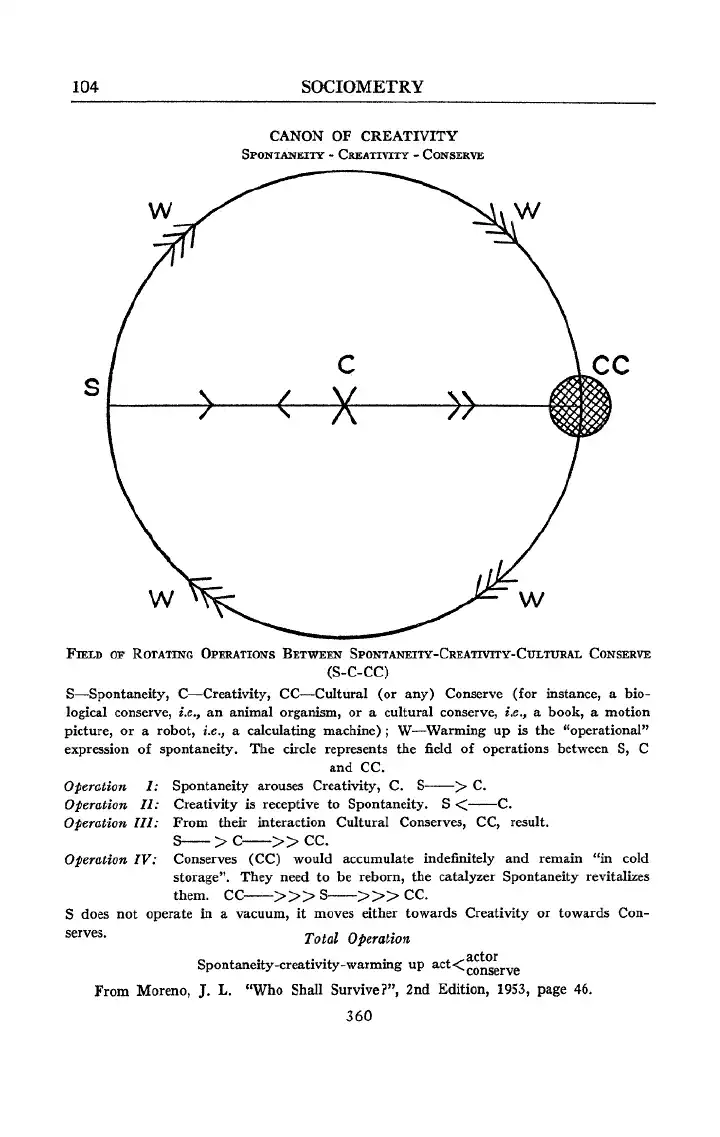 104 SOCIOMETRY
CANON OF CREATIVITY
SPONTANEITY - CREATIVITY - CONSERVE
W W
C CC
S
W W
FIELD OF ROTATING OPERATIONS BETWEEN SPONTANEITY-CREATIVITY-CULTURAL CONSERVE
(S-C-CC)
S—Spontaneity, C—Creativity, CC—Cultural (or any) Conserve (for instance, a bio-
logical conserve, i.e., an animal organism, or a cultural conserve, i.e., a book, a motion
picture, or a robot, i.e., a calculating machine); W—Warming up is the "operational"
expression of spontaneity. The circle represents the field of operations between S, C
and CC.
Operation I: Spontaneity arouses Creativity, C. S——> C.
Operation II: Creativity is receptive to Spontaneity. S <——C.
Operation III: From their interaction Cultural Conserves, CC, result.
S—— > C——>> CC.
Operation IV: Conserves (CC) would accumulate indefinitely and remain "in cold
storage". They need to be reborn, the catalyzer Spontaneity revitalizes
them. CC——>>> S——>>> CC.
S does not operate in a vacuum, it moves either towards Creativity or towards Con-
serves.
Total Operation
Spontaneity-creativity-warming up act< actor
conserve
From Moreno, J. L. "Who Shall Survive?", 2nd Edition, 1953, page 46.
360